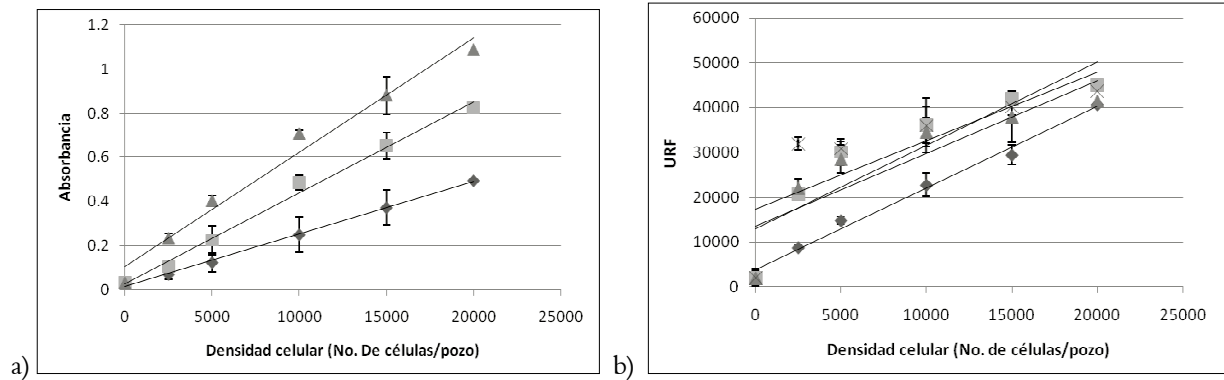 1.2
1
0.8
0.6
0.4
0.2
0
Absorbancia
0 5000 10000 15000 20000 25000
Densidad celular (No. De células/pozo)
a)
60000
50000
40000
30000
20000
10000
0
URF
0 5000 10000 15000 20000 25000
Densidad celular (No. de células/pozo)
b)